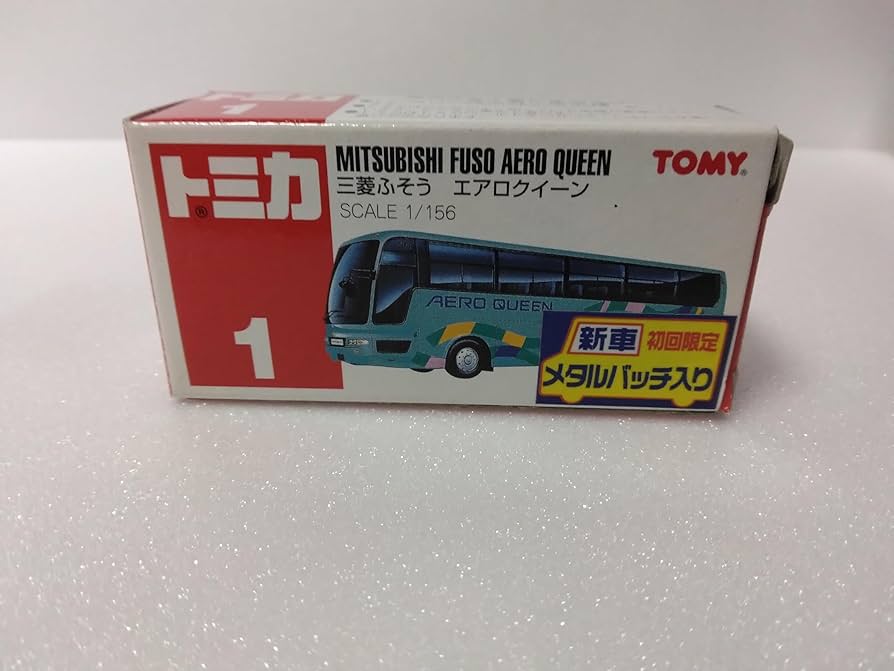 1
トミカ®
MITSUBISHI FUSO AERO QUEEN
三菱ふそう エアロクイーン
SCALE 1/156
TOMY®
1
AERO QUEEN
新車 初回限定
メタルバッチ入り